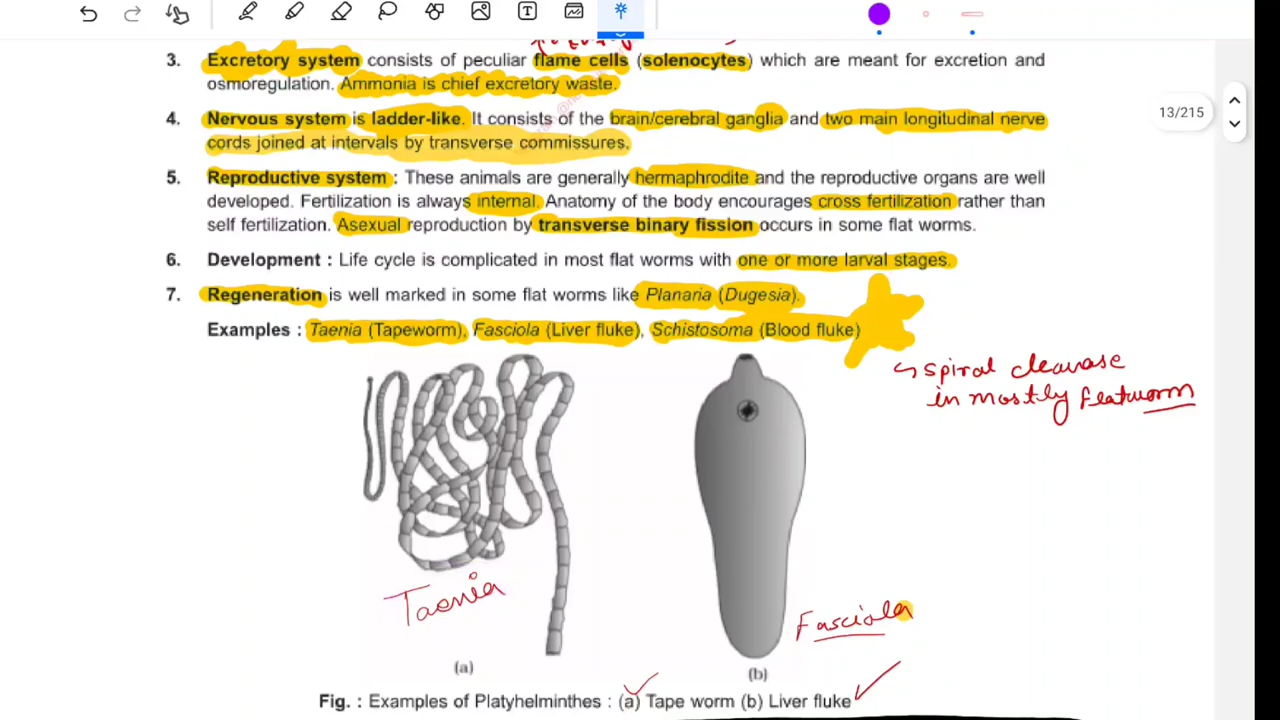 T
3. Excretory system consists of peculiar flame cells (solenocytes) which are meant for excretion and
13/215
osmoregulation. Ammonia is chief excretory waste.
4. Nervous system is ladder-like. It consists of the brain/cerebral ganglia and two main longitudinal nerve
cords joined at intervals by transverse commissures.
5. Reproductive system : These animals are generally hermaphrodite and the reproductive organs are well
developed. Fertilization is always internal. Anatomy of the body encourages cross fertilization rather than
self fertilization. Asexual reproduction by transverse binary fission occurs in some flat worms.
6. Development : Life cycle is complicated in most flat worms with one or more larval stages.
7. Regeneration is well marked in some flat worms like Planaria (Dugesia).
Examples : Taenia (Tapeworm), Fasciola (Liver fluke), Schistosoma (Blood fluke)
spiral cleavase
in mostly flatworm
Taenia
Fasciola
(a)
(b)
Fig. : Examples of Platyhelminthes : (a) Tape worm (b) Liver fluke